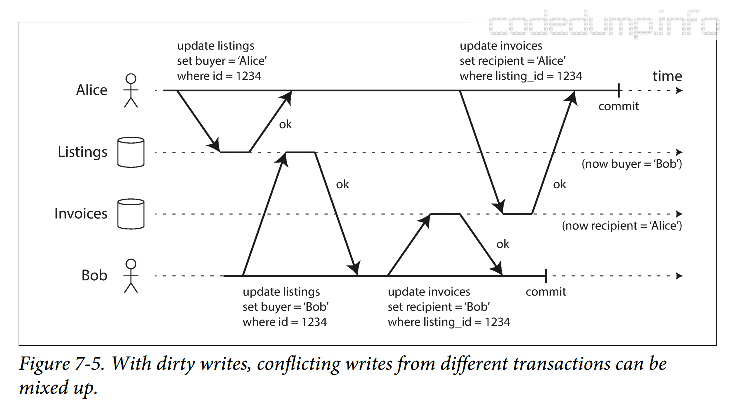 codedump.info
update listings
set buyer = 'Alice'
where id = 1234
update invoices
set recipient = 'Alice'
where listing_id = 1234
time
Alice
ok
commit
Listings
(now buyer = 'Bob')
ok
ok
Invoices
(now recipient = 'Alice')
ok
Bob
update listings
set buyer = 'Bob'
where id = 1234
update invoices
set recipient = 'Bob'
where listing_id = 1234
commit
Figure 7-5. With dirty writes, conflicting writes from different transactions can be
mixed up.